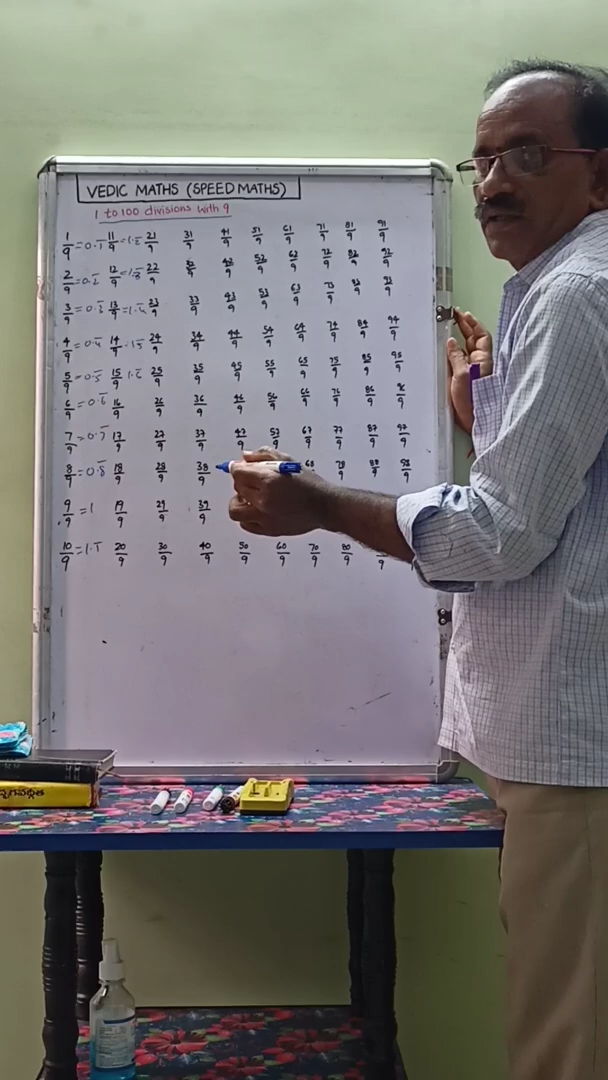 VEDIC MATHS (SPEED MATHS)
1 to 100 divisions with 9
1/9 = 0.1̅ 11/9 = 1.2̅ 21/9 31/9 41/9 51/9 61/9 71/9 81/9 91/9
2/9 = 0.2̅ 12/9 = 1.3̅ 22/9 32/9 42/9 52/9 62/9 72/9 82/9 92/9
3/9 = 0.3̅ 13/9 = 1.4̅ 23/9 33/9 43/9 53/9 63/9 73/9 83/9 93/9
4/9 = 0.4̅ 14/9 = 1.5̅ 24/9 34/9 44/9 54/9 64/9 74/9 84/9 94/9
5/9 = 0.5̅ 15/9 1.6̅ 25/9 35/9 45/9 55/9 65/9 75/9 85/9 95/9
6/9 = 0.6̅ 16/9 26/9 36/9 46/9 56/9 66/9 76/9 86/9 96/9
7/9 = 0.7̅ 17/9 27/9 37/9 47/9 57/9 67/9 77/9 87/9 97/9
8/9 = 0.8̅ 18/9 28/9 38/9 68 78/9 88/9 98/9
9/9 = 1 19/9 29/9 39/9
10/9 = 1.1̅ 20/9 30/9 40/9 50/9 60/9 70/9 80/9